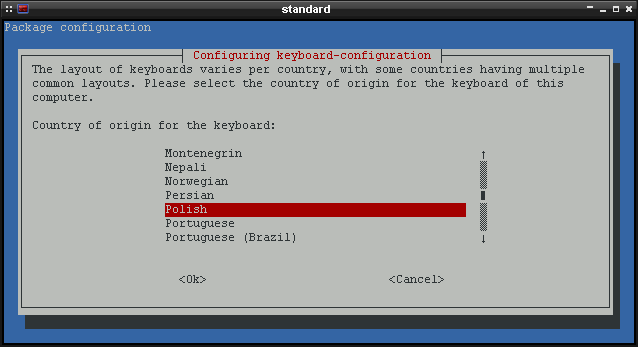 standard
Package configuration
Configuring keyboard-configuration
The layout of keyboards varies per country, with some countries having multiple
common layouts. Please select the country of origin for the keyboard of this
computer.
Country of origin for the keyboard:
Montenegrin
Nepali
Norwegian
Persian
Polish
Portuguese
Portuguese (Brazil)
<Ok> <Cancel>